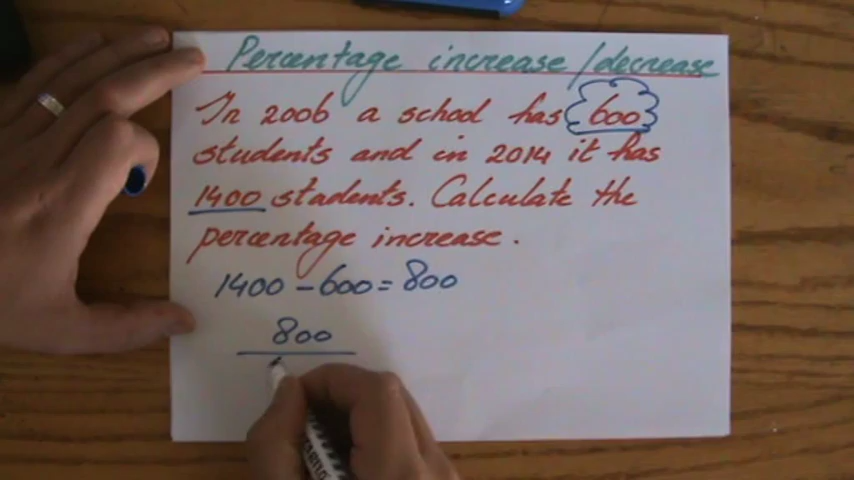 Percentage increase/decrease
In 2006 a school has 600
students and in 2014 it has
1400 students. Calculate the
percentage increase.
1400 - 600 = 800
800